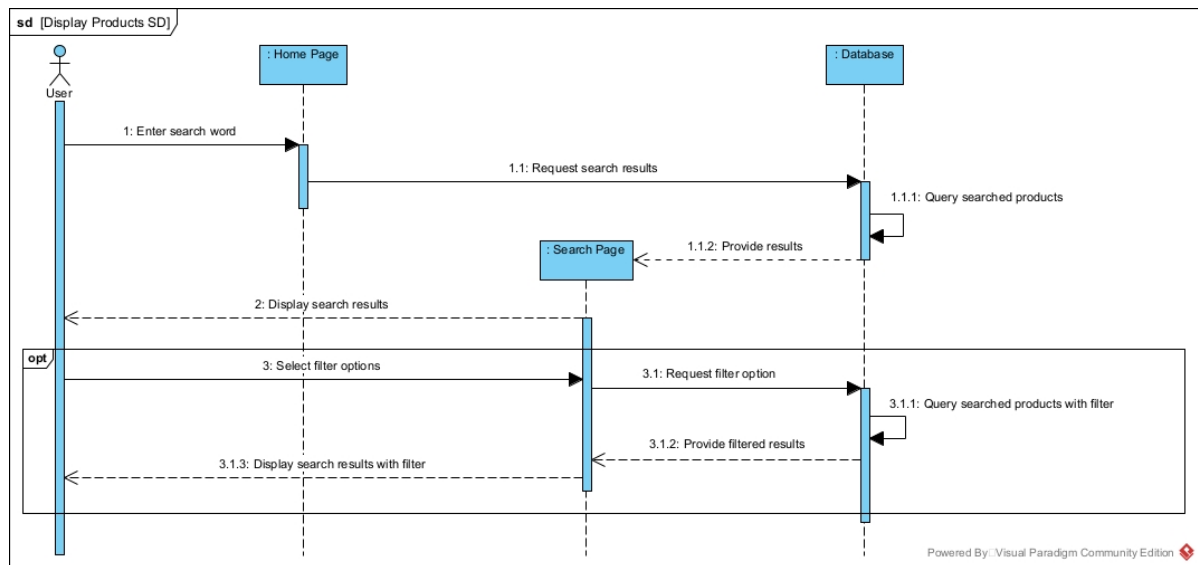 sd [Display Products SD]
: Home Page
: Database
User
1: Enter search word
1.1: Request search results
1.1.1: Query searched products
1.1.2: Provide results
: Search Page
2: Display search results
opt
3: Select filter options
3.1: Request filter option
3.1.1: Query searched products with filter
3.1.2: Provide filtered results
3.1.3: Display search results with filter
Powered By Visual Paradigm Community Edition